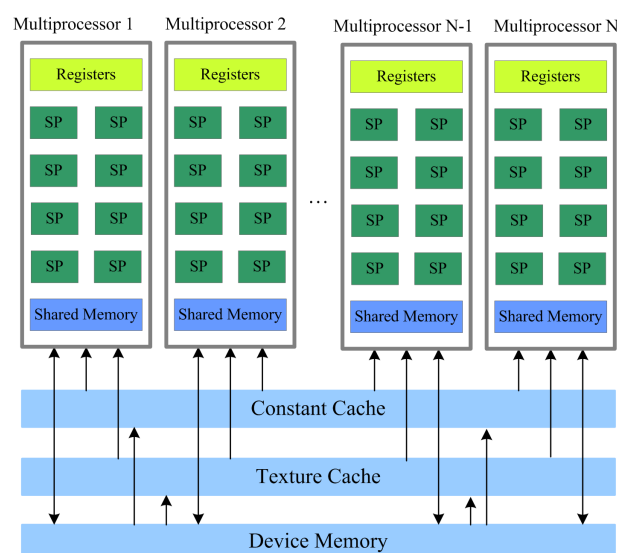 Multiprocessor 1 Multiprocessor 2 Multiprocessor N-1 Multiprocessor N
Registers Registers Registers Registers
SP SP SP SP SP SP SP SP
SP SP SP SP SP SP SP SP
...
SP SP SP SP SP SP SP SP
SP SP SP SP SP SP SP SP
Shared Memory Shared Memory Shared Memory Shared Memory
Constant Cache
Texture Cache
Device Memory